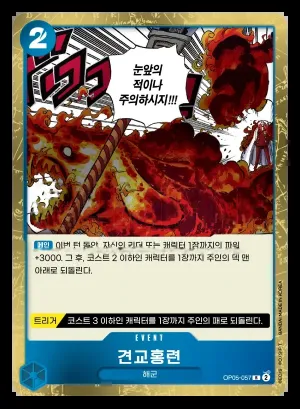 2
눈앞의
적이나
주의하시지!!!
메인 이번 턴 동안, 자신의 리더 또는 캐릭터 1장까지의 파워
+3000. 그 후, 코스트 2 이하인 캐릭터를 1장까지 주인의 덱 맨
아래로 되돌린다.
트리거 코스트 3 이하인 캐릭터를 1장까지 주인의 패로 되돌린다.
EVENT
견교홍련
해군
OP05-057 R 2